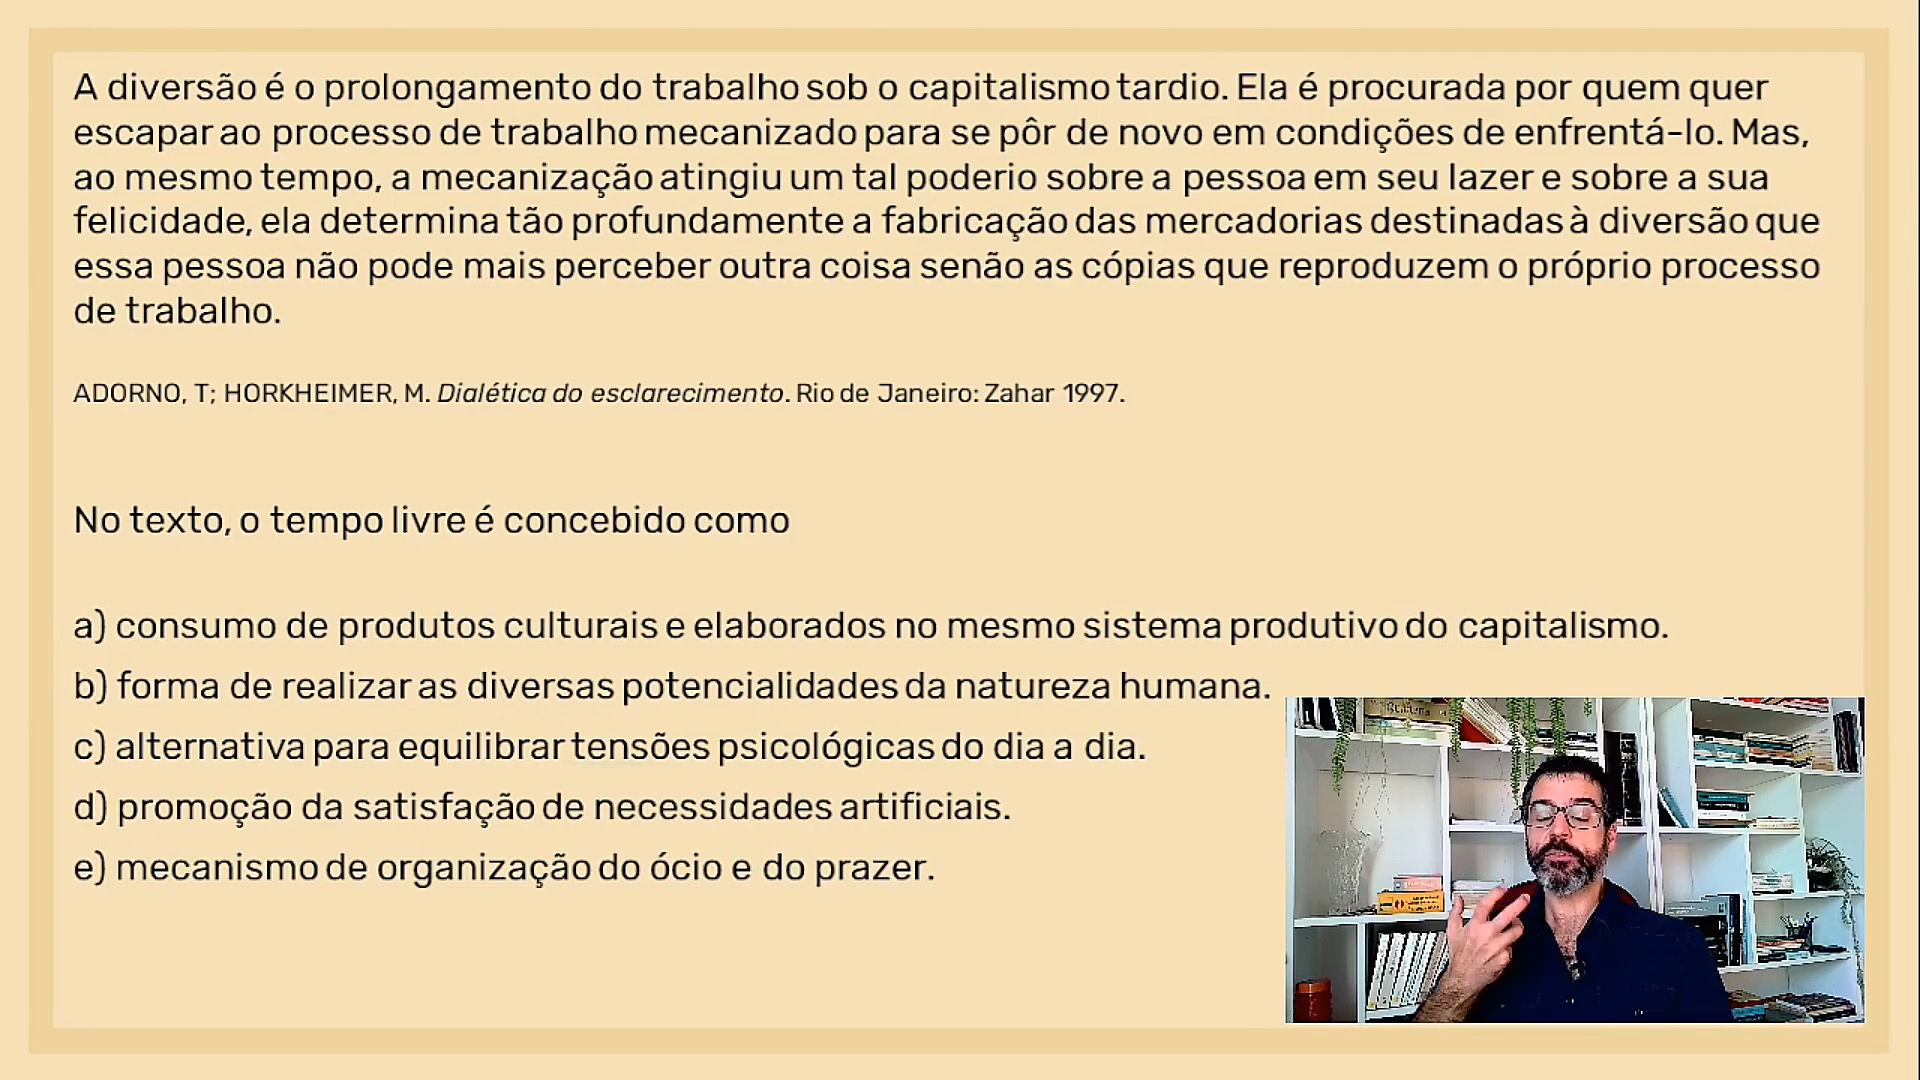 A diversão é o prolongamento do trabalho sob o capitalismo tardio. Ela é procurada por quem quer
escapar ao processo de trabalho mecanizado para se pôr de novo em condições de enfrentá-lo. Mas,
ao mesmo tempo, a mecanização atingiu um tal poderio sobre a pessoa em seu lazer e sobre a sua
felicidade, ela determina tão profundamente a fabricação das mercadorias destinadas à diversão que
essa pessoa não pode mais perceber outra coisa senão as cópias que reproduzem o próprio processo
de trabalho.
ADORNO, T; HORKHEIMER, M. Dialética do esclarecimento. Rio de Janeiro: Zahar 1997.
No texto, o tempo livre é concebido como
a) consumo de produtos culturais e elaborados no mesmo sistema produtivo do capitalismo.
b) forma de realizar as diversas potencialidades da natureza humana.
c) alternativa para equilibrar tensões psicológicas do dia a dia.
d) promoção da satisfação de necessidades artificiais.
e) mecanismo de organização do ócio e do prazer.